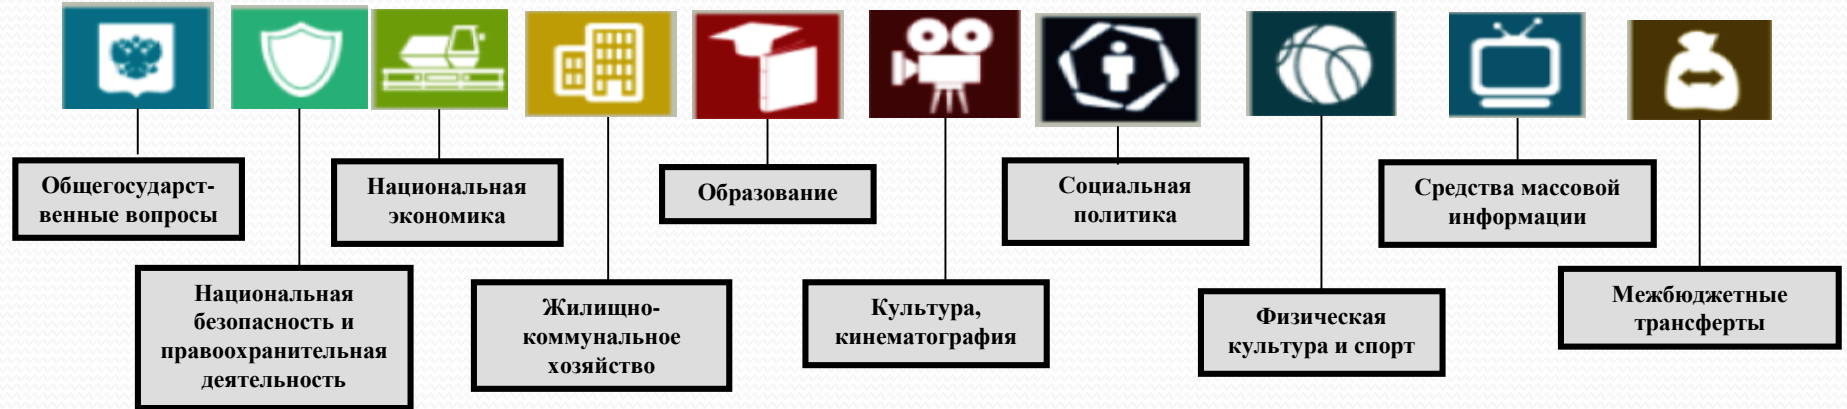 Общегосударст-
венные вопросы
Национальная
безопасность и
правоохранительная
деятельность
Национальная
экономика
Жилищно-
коммунальное
хозяйство
Образование
Культура,
кинематография
Социальная
политика
Физическая
культура и спорт
Средства массовой
информации
Межбюджетные
трансферты